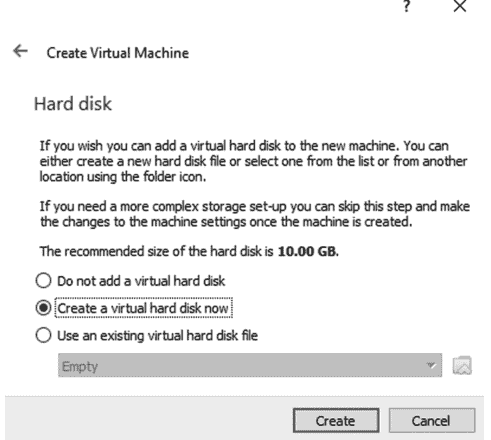 ?
Create Virtual Machine
Hard disk
If you wish you can add a virtual hard disk to the new machine. You can
either create a new hard disk file or select one from the list or from another
location using the folder icon.
If you need a more complex storage set-up you can skip this step and make
the changes to the machine settings once the machine is created.
The recommended size of the hard disk is 10.00 GB.
Do not add a virtual hard disk
Create a virtual hard disk now
Use an existing virtual hard disk file
Empty
Create Cancel